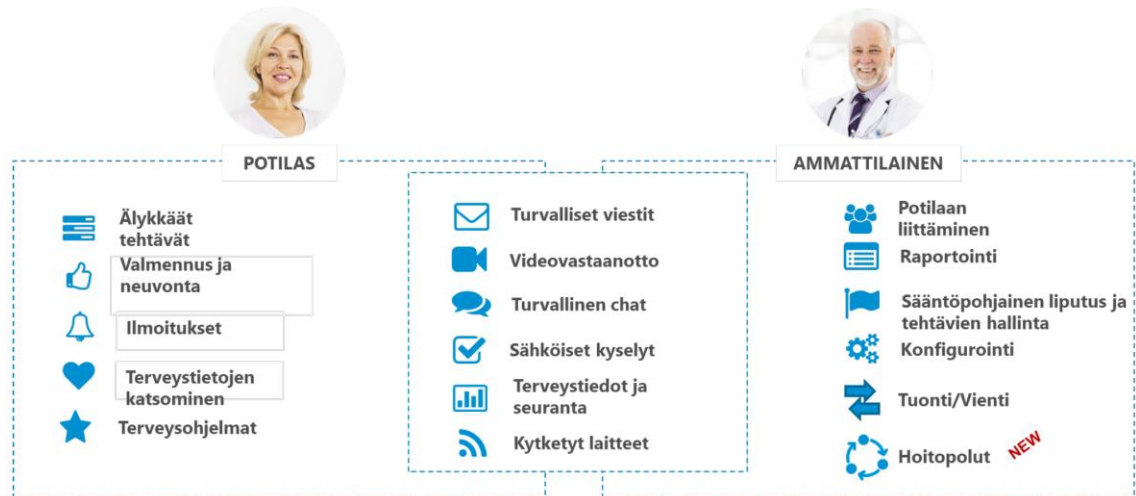 POTILAS
Älykkäät
tehtävät
Valmennus ja
neuvonta
Ilmoitukset
Terveystietojen
katsominen
Terveysohjelmat
Turvalliset viestit
Videovastaanotto
Turvallinen chat
Sähköiset kyselyt
Terveystiedot ja
seuranta
Kytketyt laitteet
AMMATTILAINEN
Potilaan
liittäminen
Raportointi
Sääntöpohjainen liputus ja
tehtävien hallinta
Konfigurointi
Tuonti/Vienti
Hoitopolut NEW